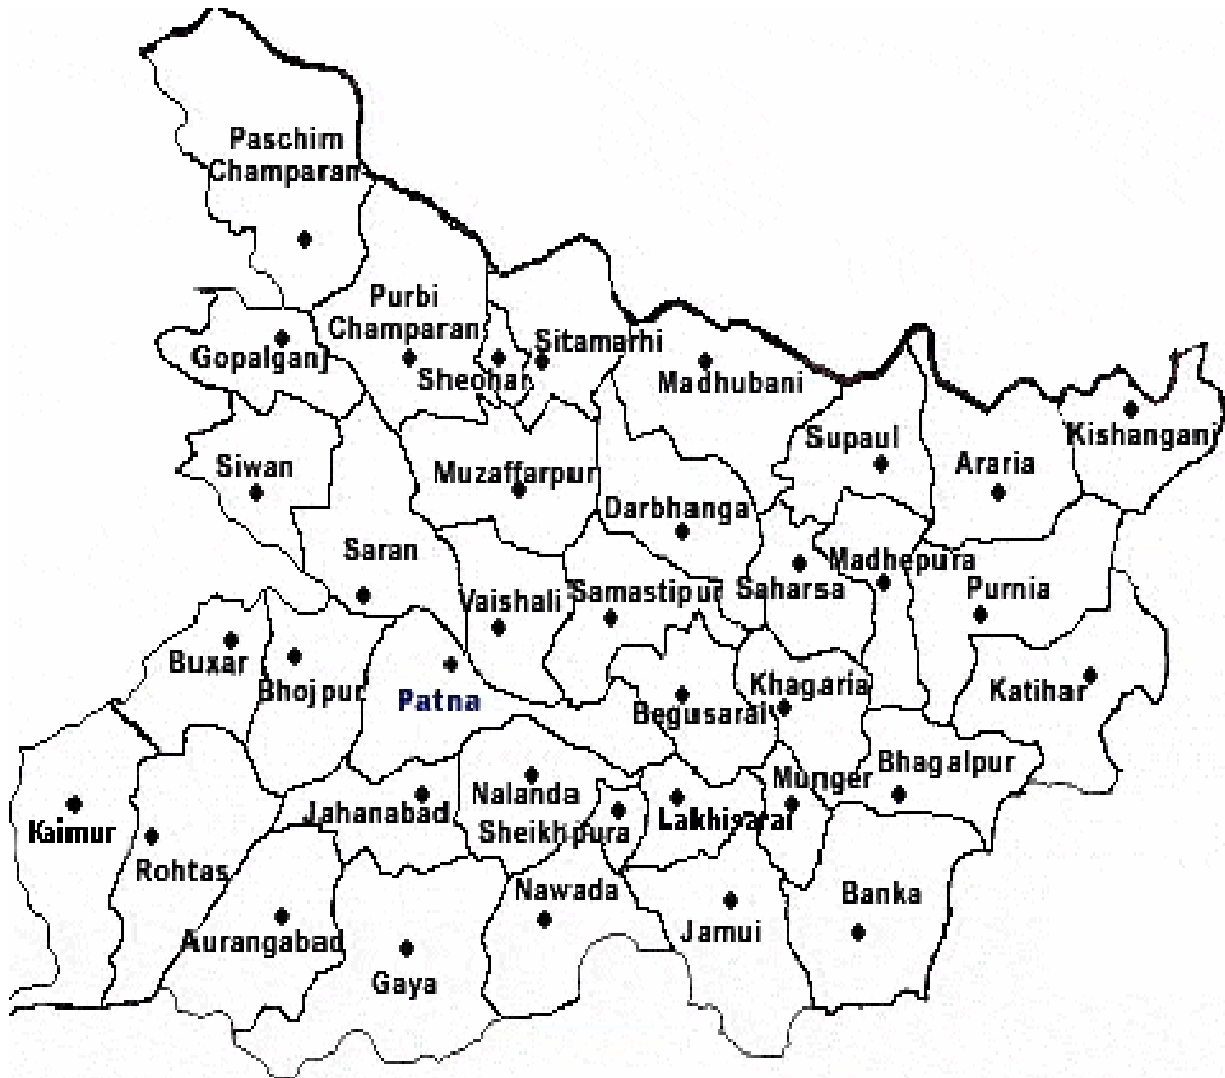 Paschim
Champaran
Purbi
Champaran
Gopalganj
Sheohar
Sitamarhi
Madhubani
Supaul
Kishanganj
Araria
Siwan
Muzaffarpur
Darbhanga
Saran
Vaishali
Samastipur
Saharsa
Madhepura
Purnia
Buxar
Bhojpur
Patna
Begusarai
Khagaria
Katihar
Kaimur
Rohtas
Jahanabad
Nalanda
Sheikhpura
Lakhisarai
Munger
Bhagalpur
Aurangabad
Gaya
Nawada
Jamui
Banka